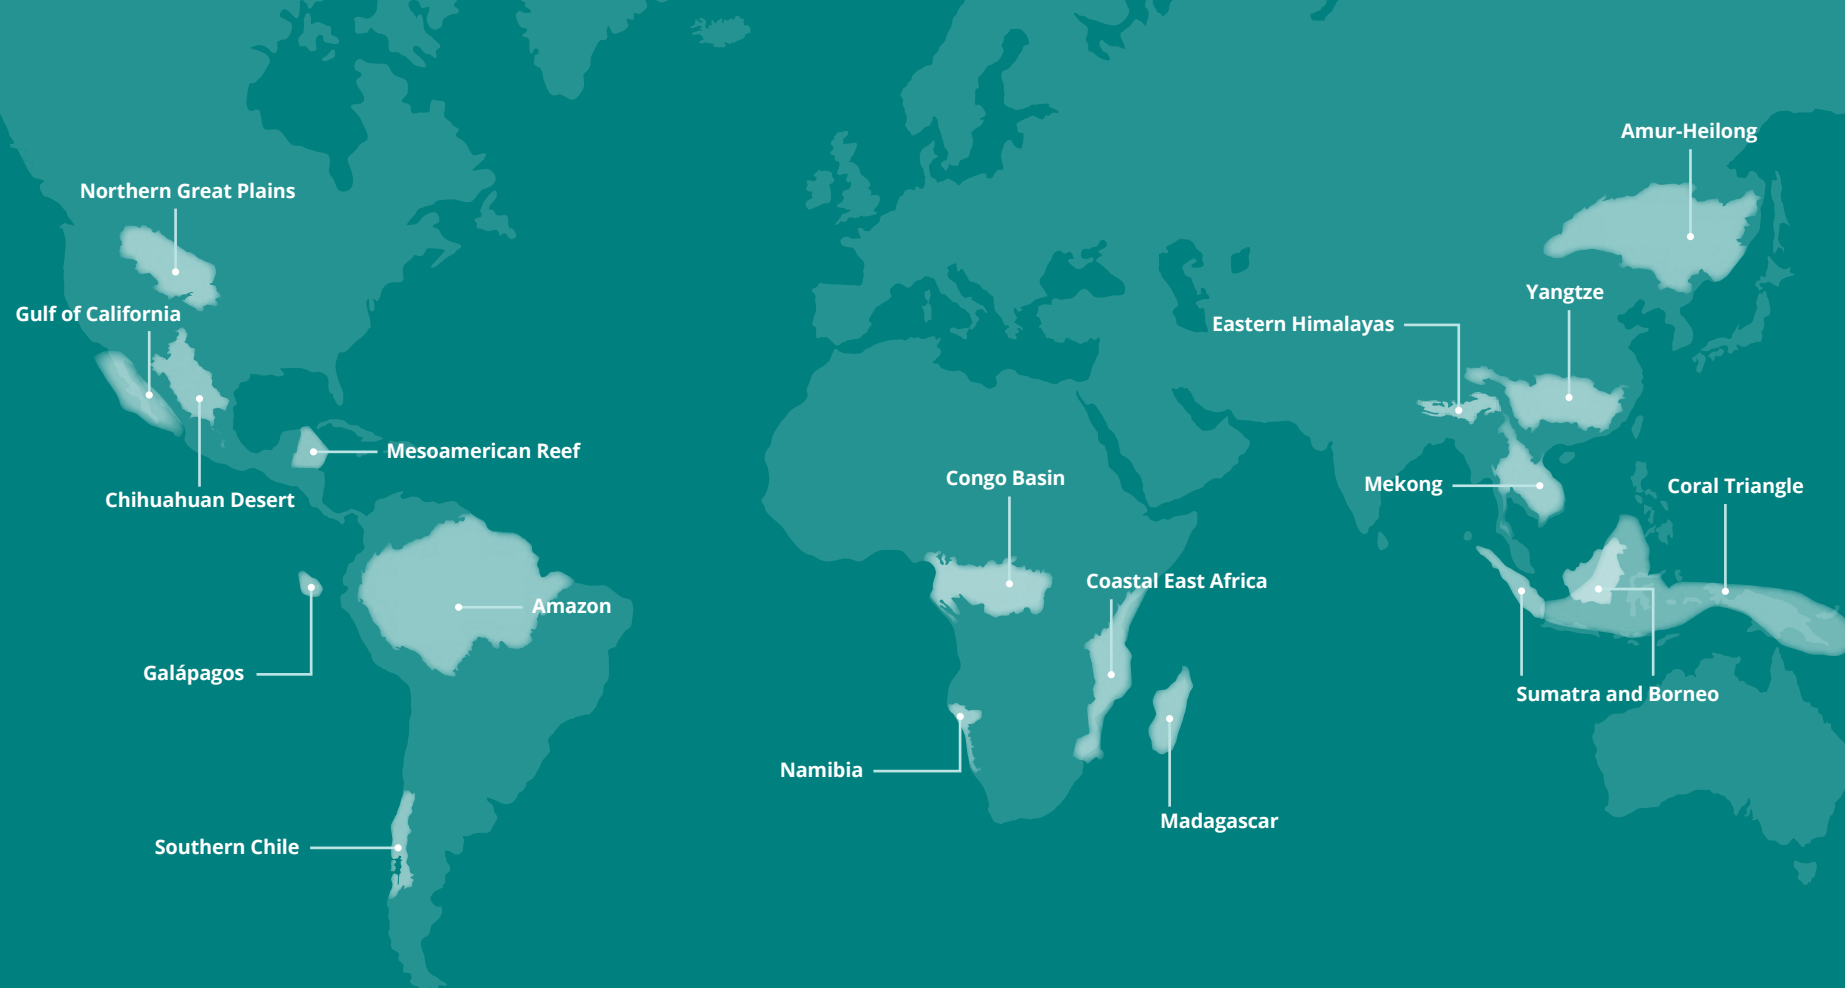 Amur-Heilong
Northern Great Plains
Yangtze
Gulf of California
Eastern Himalayas
Mesoamerican Reef
Congo Basin
Mekong
Coral Triangle
Chihuahuan Desert
Coastal East Africa
Amazon
Galápagos
Sumatra and Borneo
Namibia
Madagascar
Southern Chile